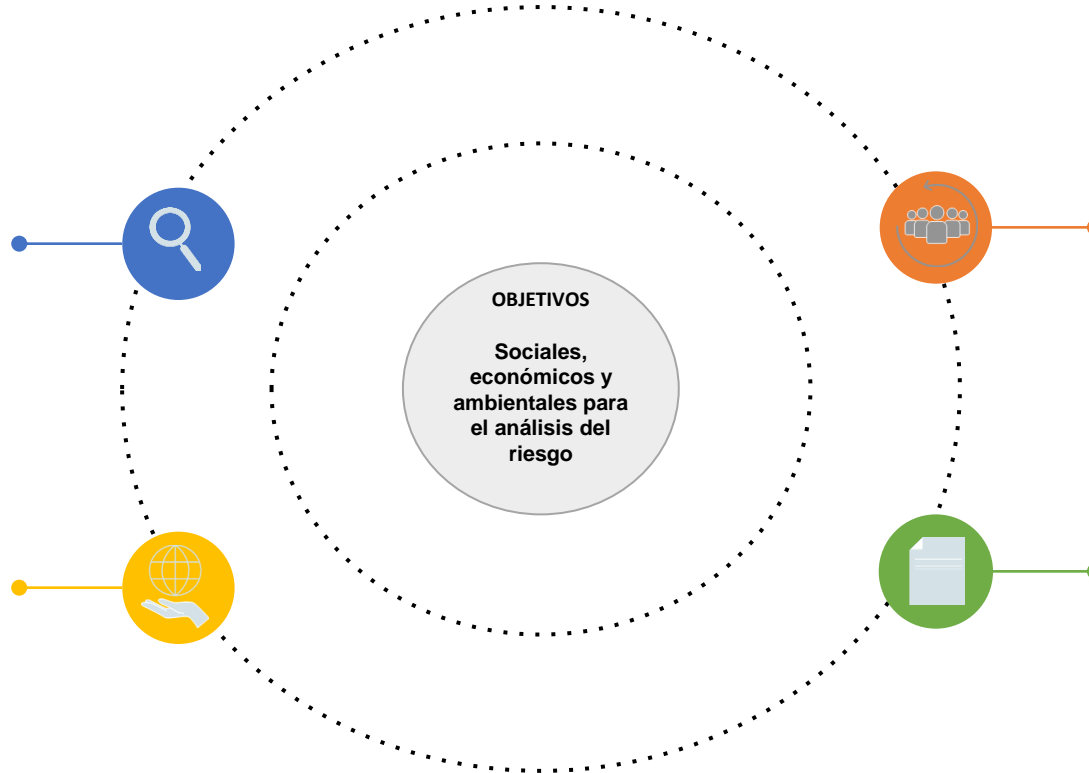 OBJETIVOS
Sociales,
económicos y
ambientales para
el análisis del
riesgo